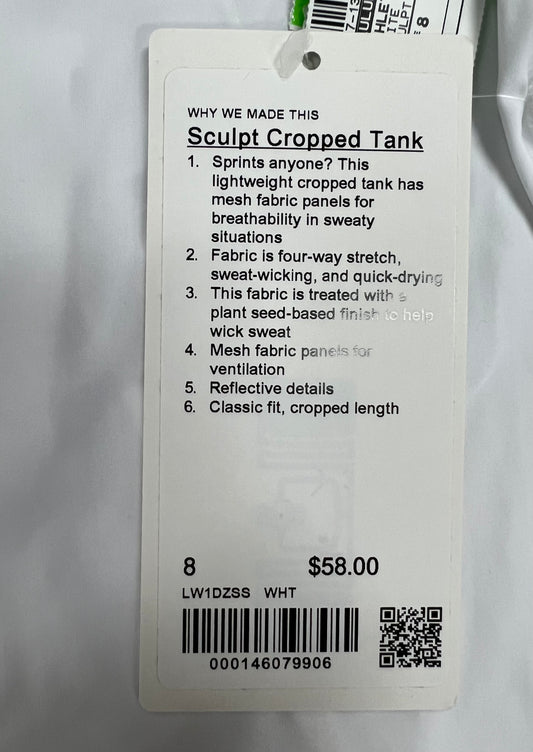 ULU
8
WHY WE MADE THIS
Sculpt Cropped Tank
1. Sprints anyone? This
lightweight cropped tank has
mesh fabric panels for
breathability in sweaty
situations
2. Fabric is four-way stretch,
sweat-wicking, and quick-drying
3. This fabric is treated with a
plant seed-based finish to help
wick sweat
4. Mesh fabric panels for
ventilation
5. Reflective details
6. Classic fit, cropped length
8 $58.00
LW1DZSS WHT
000146079906